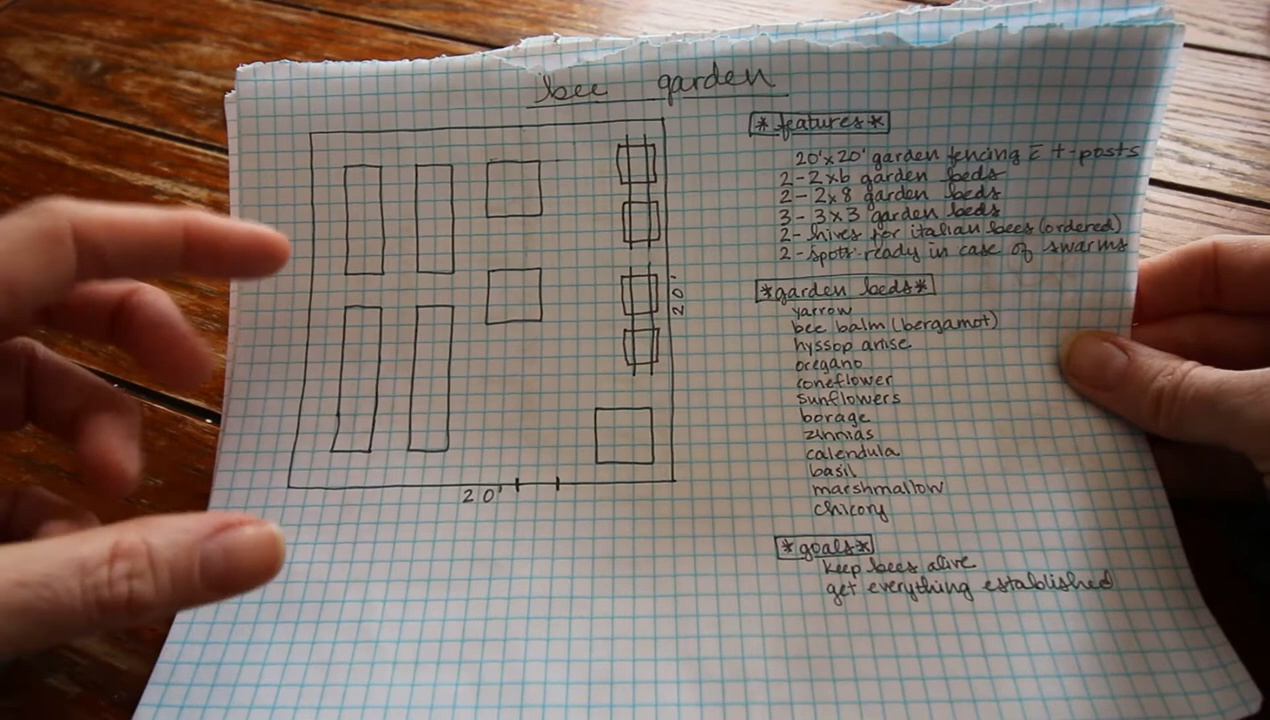 bee garden
*features*
20'x20' garden fencing c̄ t-posts
2-2x6 garden beds
2-2x8 garden beds
3-3x3 garden beds
2-hives for italian bees (ordered)
2-spots ready in case of swarms
*garden beds*
yarrow
bee balm (bergamot)
hyssop anise
oregano
coneflower
sunflowers
borage
zinnias
calendula
basil
marshmallow
chicory
*goals*
keep bees alive
get everything established
20'
20'